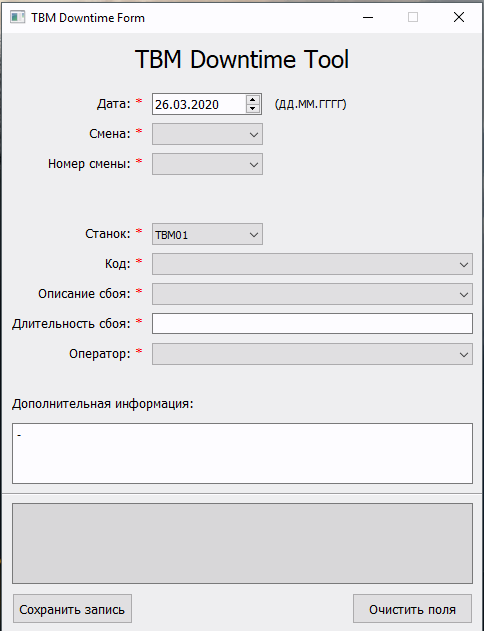 TBM Downtime Form
TBM Downtime Tool
Дата: * 26.03.2020 (ДД.ММ.ГГГГ)
Смена: *
Номер смены: *
Станок: * TBM01
Код: *
Описание сбоя: *
Длительность сбоя: *
Оператор: *
Дополнительная информация:
-
Сохранить запись Очистить поля